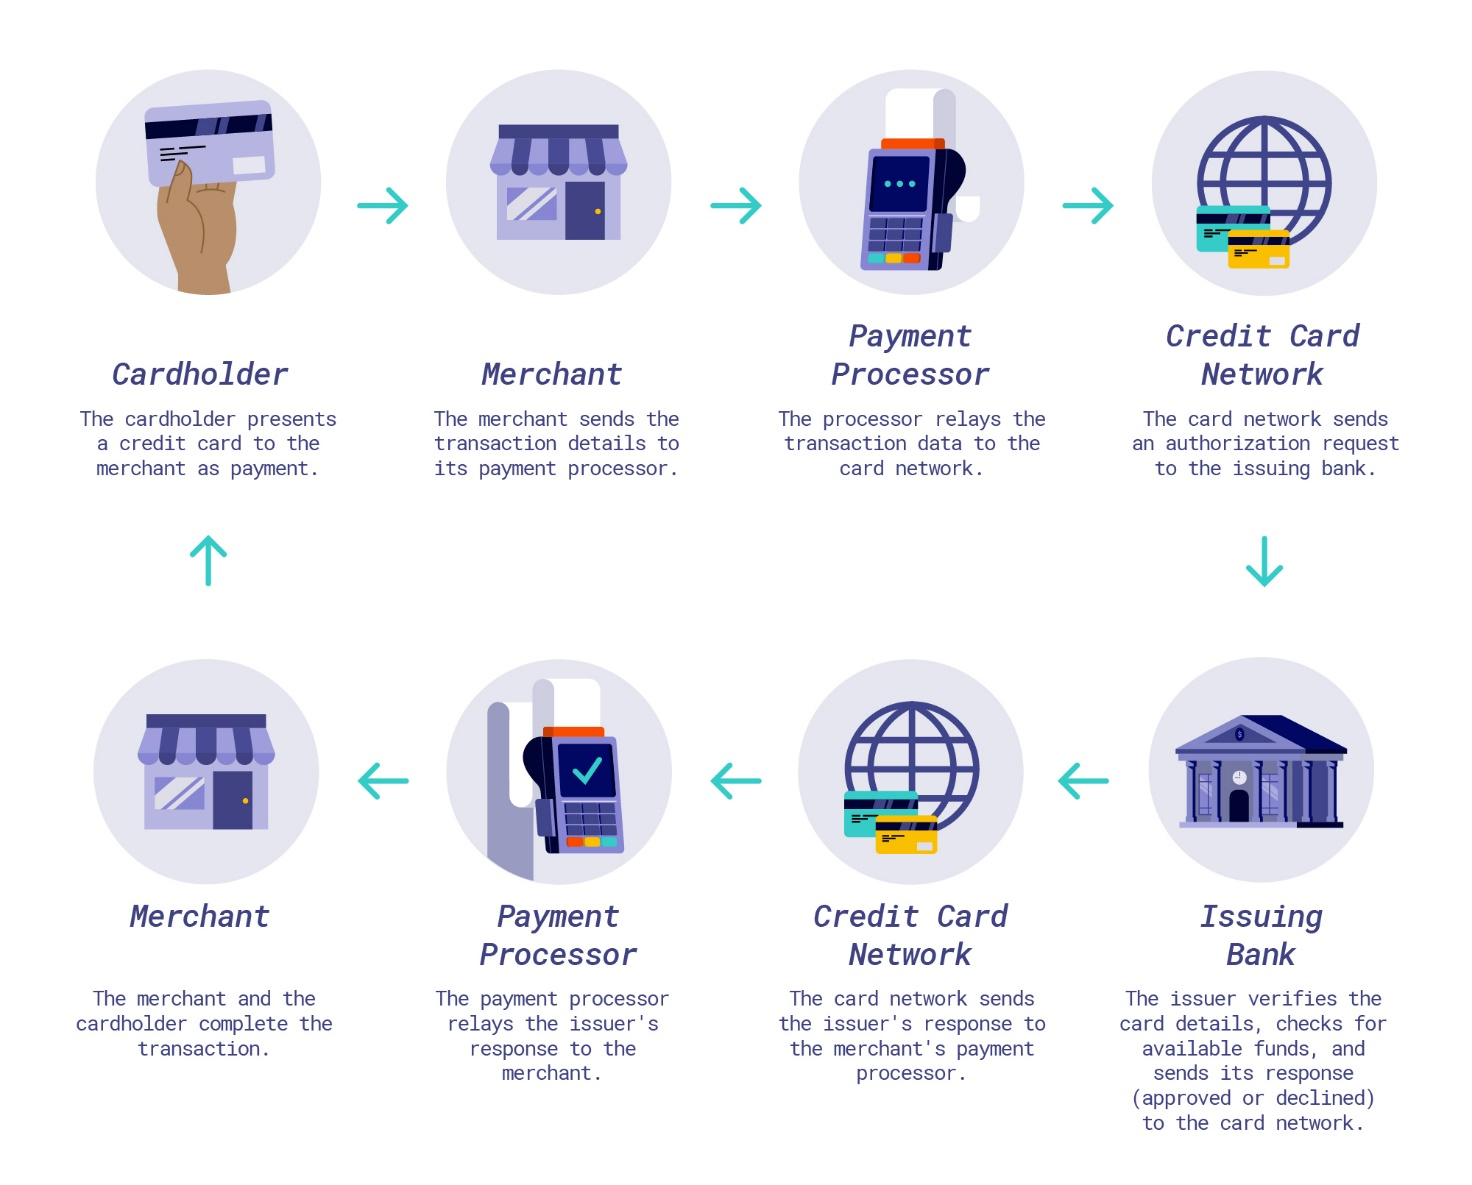 Cardholder
The cardholder presents
a credit card to the
merchant as payment.
Merchant
The merchant sends the
transaction details to
its payment processor.
Payment
Processor
The processor relays the
transaction data to the
card network.
Credit Card
Network
The card network sends
an authorization request
to the issuing bank.
Merchant
The merchant and the
cardholder complete the
transaction.
Payment
Processor
The payment processor
relays the issuer's
response to the
merchant.
Credit Card
Network
The card network sends
the issuer's response to
the merchant's payment
processor.
$
Issuing
Bank
The issuer verifies the
card details, checks for
available funds, and
sends its response
(approved or declined)
to the card network.